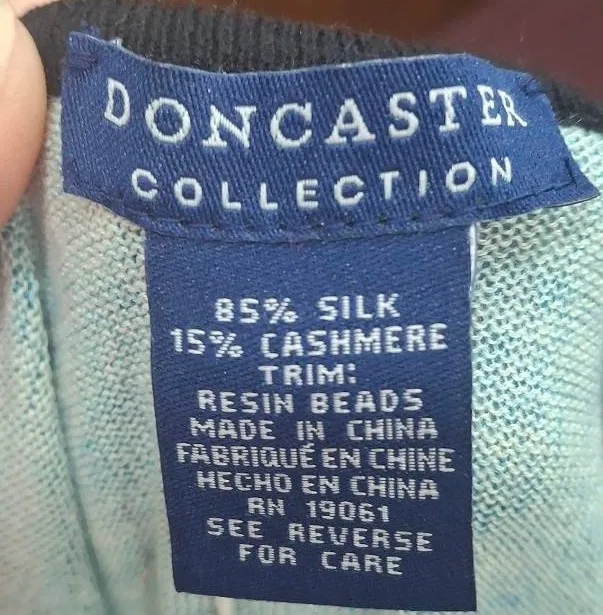 DONCASTER
COLLECTION
85% SILK
15% CASHMERE
TRIM:
RESIN BEADS
MADE IN CHINA
FABRIQUÉ EN CHINE
HECHO EN CHINA
RN 19061
SEE REVERSE
FOR CARE